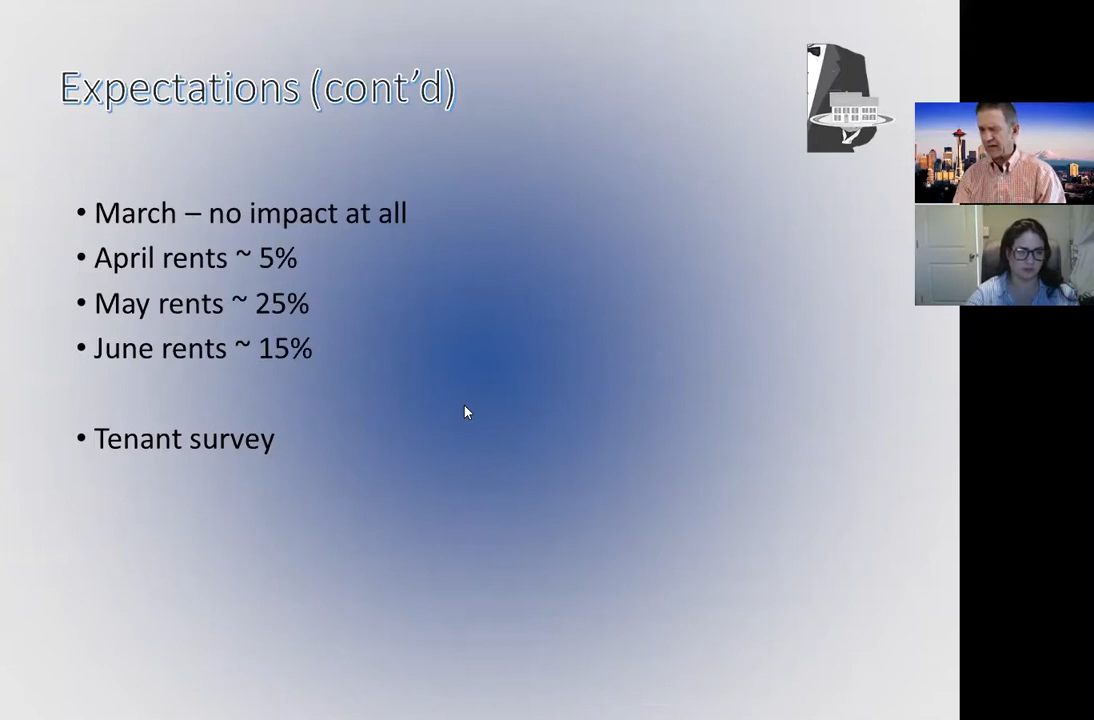 Expectations (cont’d)
• March – no impact at all
• April rents ~ 5%
• May rents ~ 25%
• June rents ~ 15%
• Tenant survey